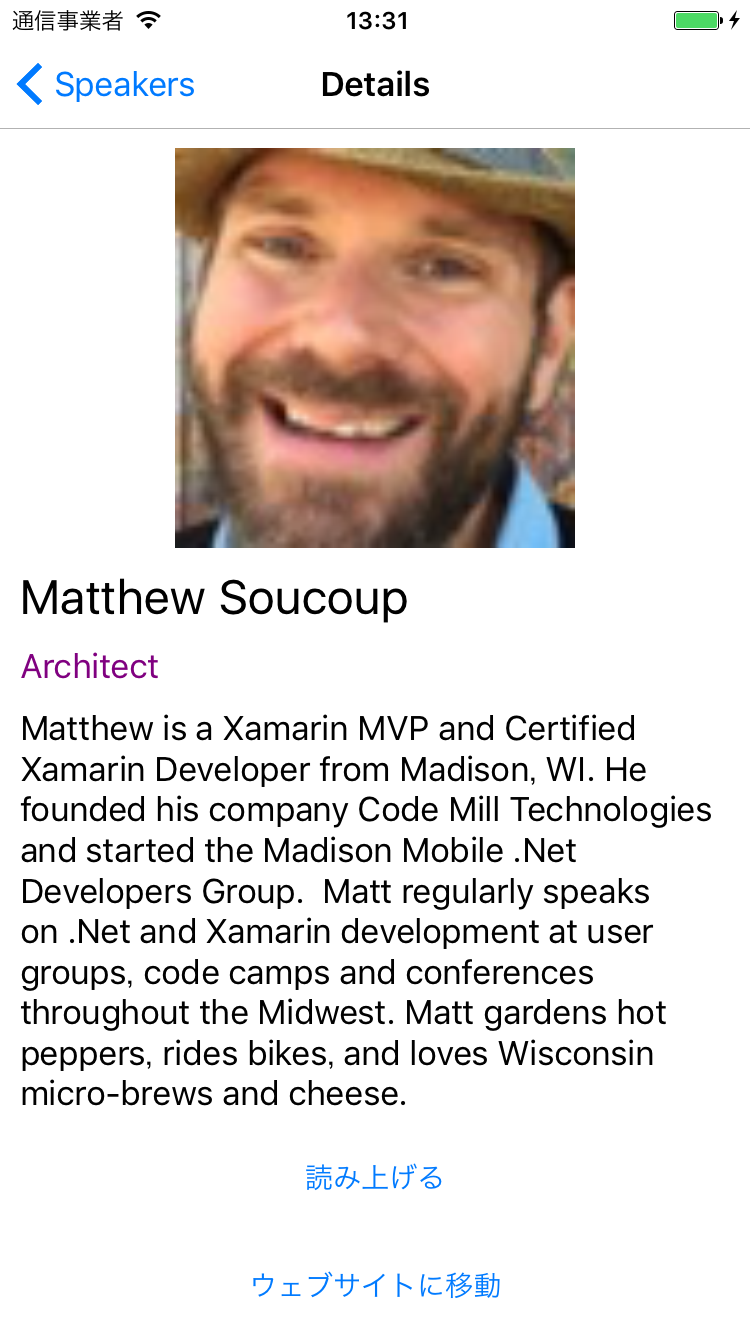 通信事業者 13:31
Speakers Details
Matthew Soucoup
Architect
Matthew is a Xamarin MVP and Certified
Xamarin Developer from Madison, WI. He
founded his company Code Mill Technologies
and started the Madison Mobile .Net
Developers Group.  Matt regularly speaks
on .Net and Xamarin development at user
groups, code camps and conferences
throughout the Midwest. Matt gardens hot
peppers, rides bikes, and loves Wisconsin
micro-brews and cheese.
読み上げる
ウェブサイトに移動